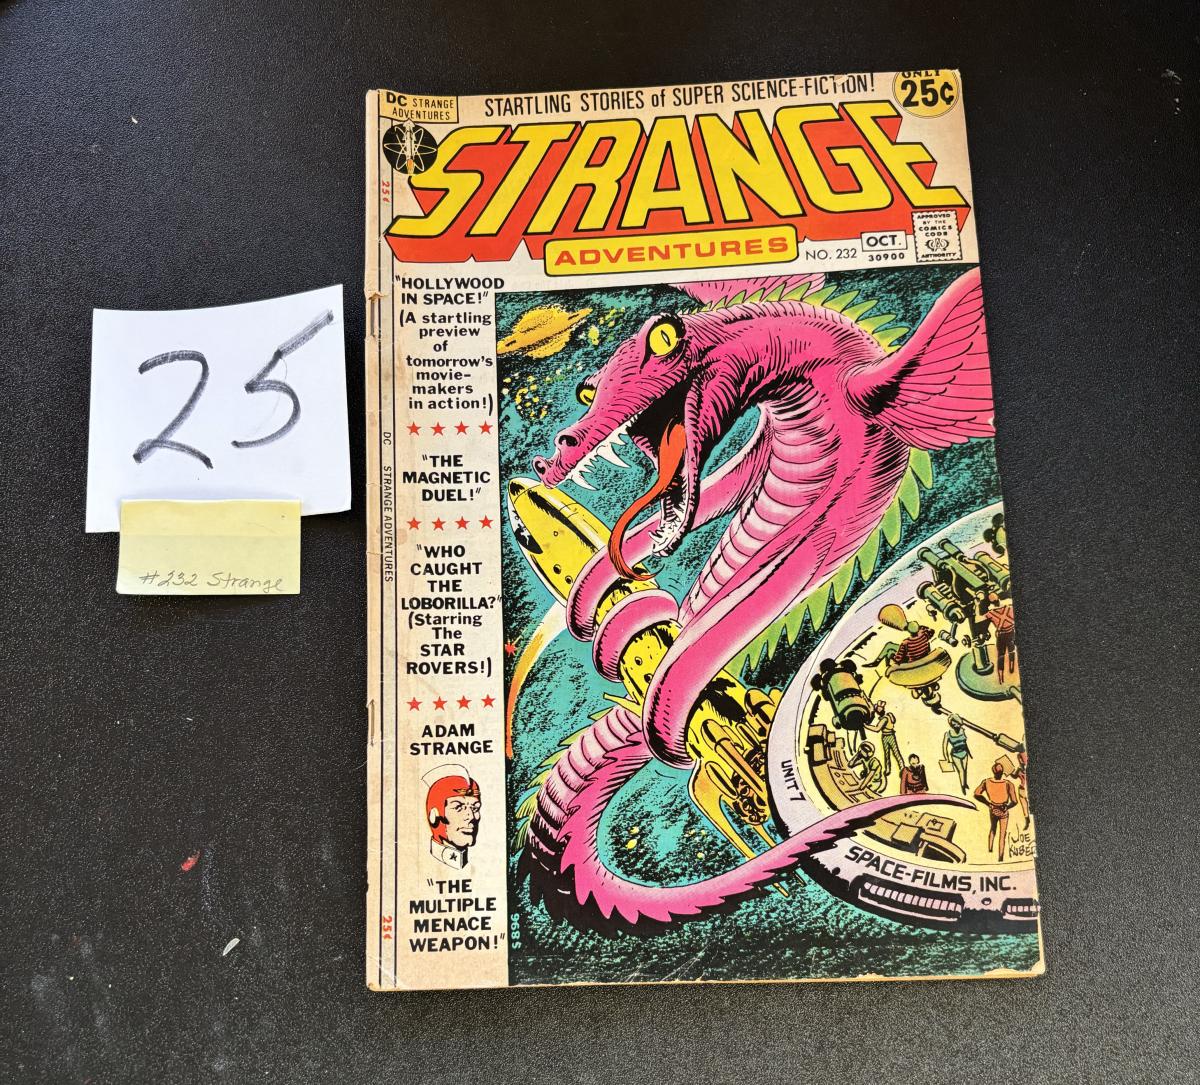 25
#232 Strange
DC STRANGE
ADVENTURES
STARTLING STORIES of SUPER SCIENCE-FICTION!
ONLY
25¢
STRANGE
ADVENTURES
NO. 232
OCT.
30900
APPROVED
BY THE
COMICS
CODE
CA
AUTHORITY
25¢
DC STRANGE ADVENTURES
25¢
"HOLLYWOOD
IN SPACE!"
(A startling
preview
of
tomorrow's
movie-
makers
in action!)
"THE
MAGNETIC
DUEL!"
"WHO
CAUGHT
THE
LOBORILLA?"
(Starring
The
STAR
ROVERS!)
ADAM
STRANGE
"THE
MULTIPLE
MENACE
WEAPON!"
S896
UNIT 7
SPACE-FILMS, INC.
JOE
KUBER